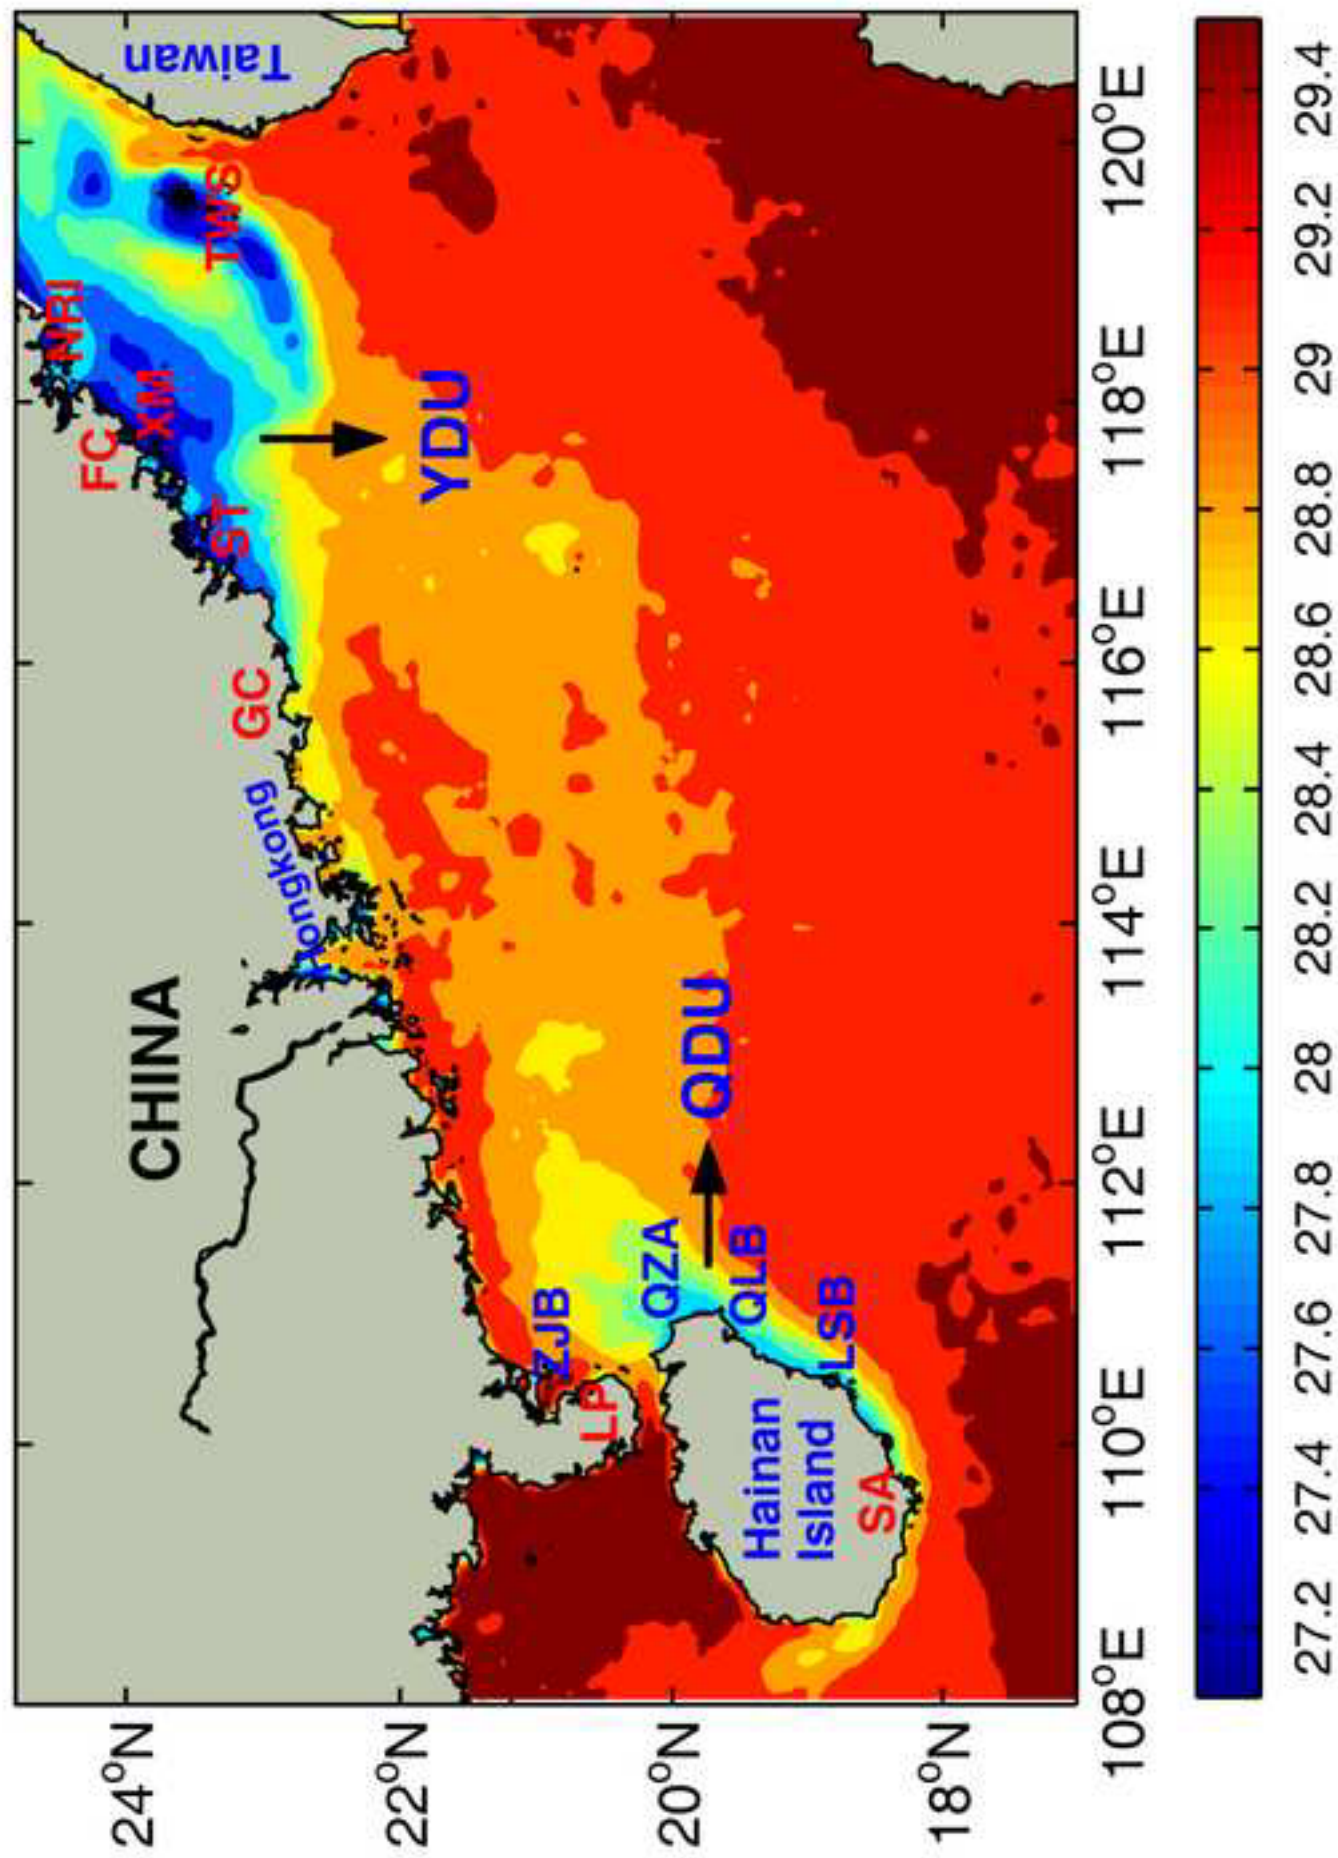 Taiwan
NRI
TWS
FC
XM
ST
YDU
GC
Hongkong
CHINA
QDU
QZA
QLB
ZJB
LSB
LP
Hainan
Island
SA
24°N
22°N
20°N
18°N
108°E
110°E
112°E
114°E
116°E
118°E
120°E
27.2
27.4
27.6
27.8
28
28.2
28.4
28.6
28.8
29
29.2
29.4